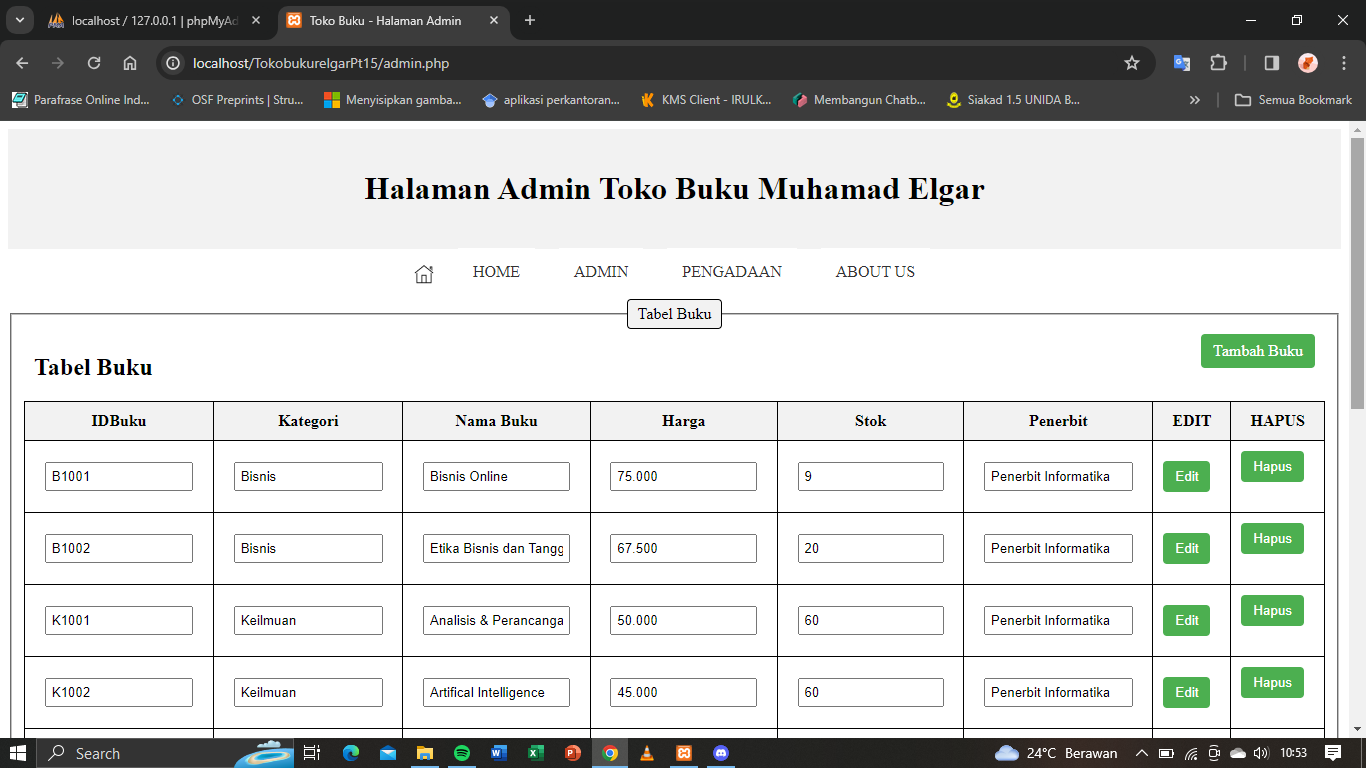 localhost / 127.0.0.1 | phpMyAd
Toko Buku - Halaman Admin
localhost/TokobukurelgarPt15/admin.php
Parafrase Online Ind... OSF Preprints | Stru... Menyisipkan gamba... aplikasi perkantoran... KMS Client - IRULK... Membangun Chatb... Siakad 1.5 UNIDA B... Semua Bookmark
Halaman Admin Toko Buku Muhamad Elgar
HOME ADMIN PENGADAAN ABOUT US
Tabel Buku
Tambah Buku
Tabel Buku
IDBuku Kategori Nama Buku Harga Stok Penerbit EDIT HAPUS
B1001 Bisnis Bisnis Online 75.000 9 Penerbit Informatika Edit Hapus
B1002 Bisnis Etika Bisnis dan Tangg 67.500 20 Penerbit Informatika Edit Hapus
K1001 Keilmuan Analisis & Perancanga 50.000 60 Penerbit Informatika Edit Hapus
K1002 Keilmuan Artifical Intelligence 45.000 60 Penerbit Informatika Edit Hapus
Search 24°C Berawan 10:53